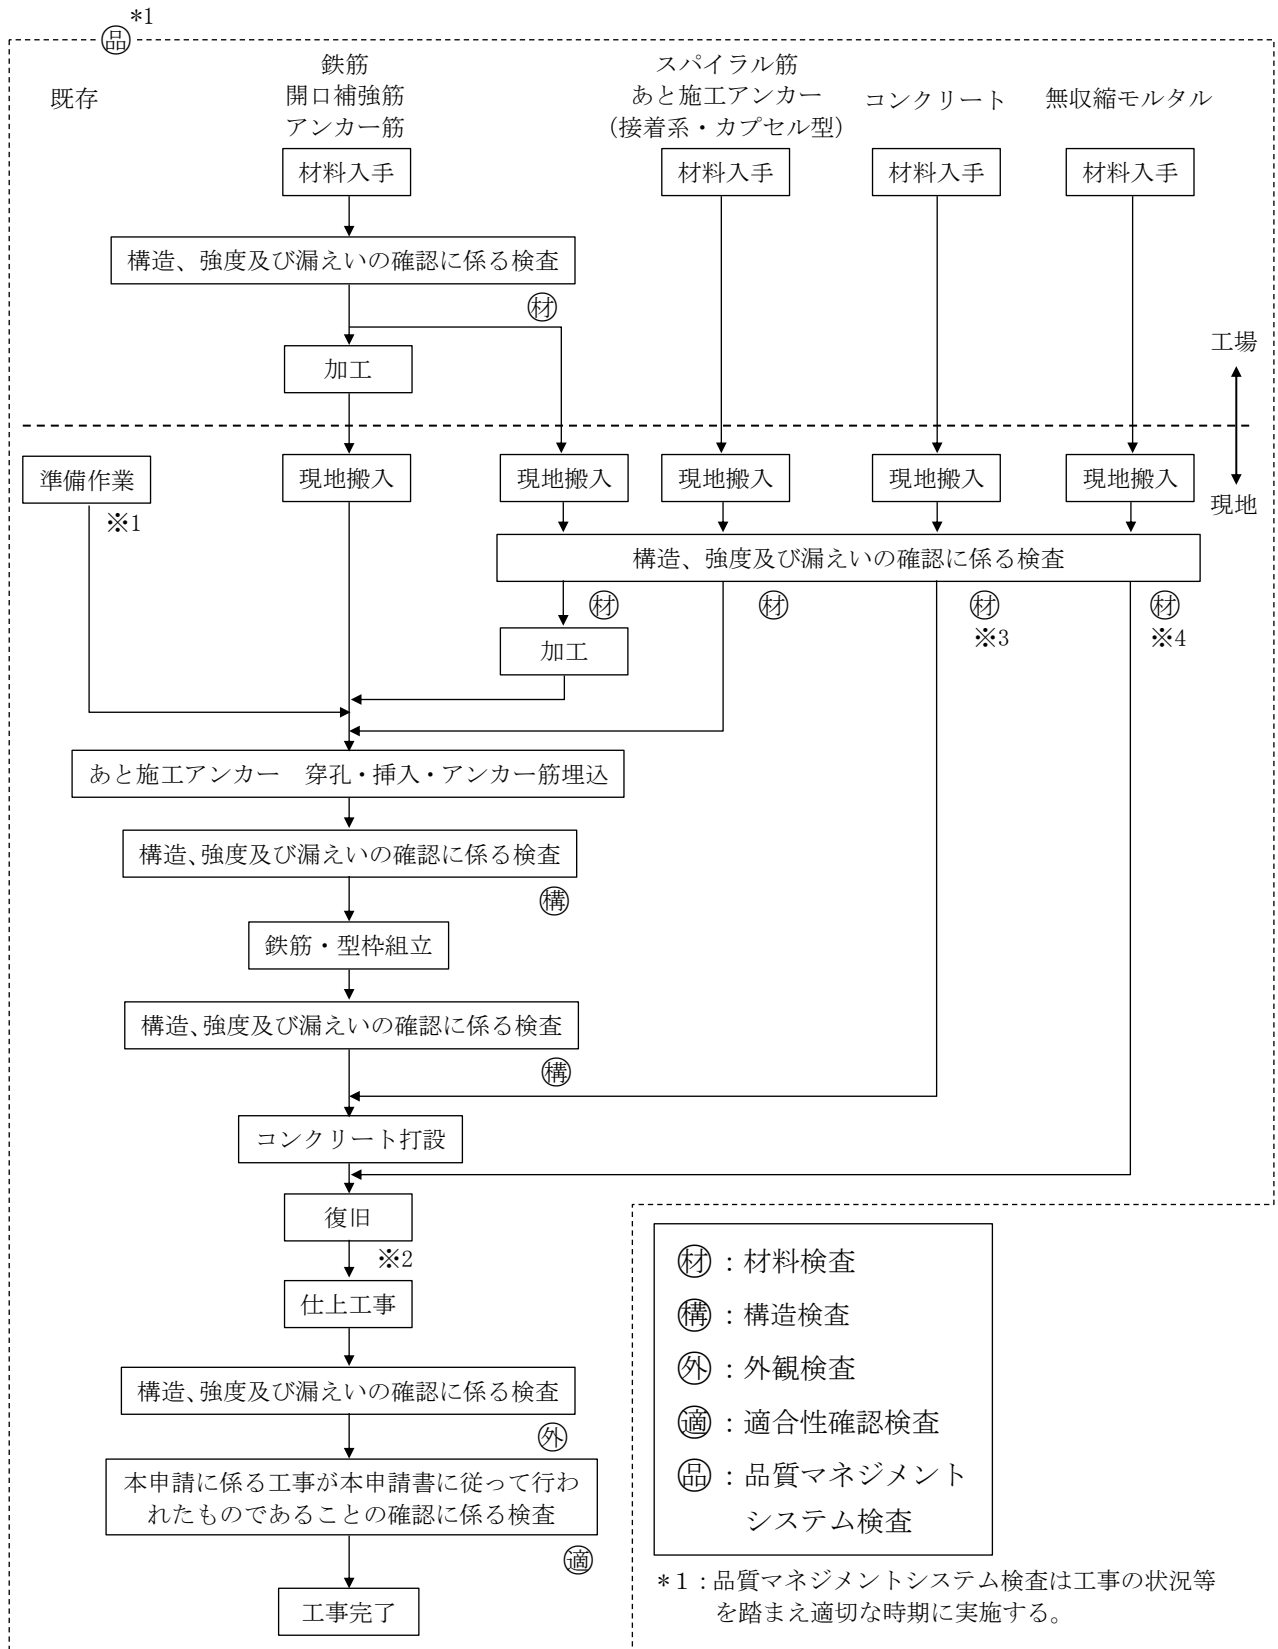 *1
品
既存
鉄筋
開口補強筋
アンカー筋
スパイラル筋
あと施工アンカー
(接着系・カプセル型)
コンクリート
無収縮モルタル
材料入手
材料入手
材料入手
材料入手
構造、強度及び漏えいの確認に係る検査
材
加工
工場
現地
準備作業
※1
現地搬入
現地搬入
現地搬入
現地搬入
現地搬入
構造、強度及び漏えいの確認に係る検査
材
材
材
※3
材
※4
加工
あと施工アンカー 穿孔・挿入・アンカー筋埋込
構造、強度及び漏えいの確認に係る検査
構
鉄筋・型枠組立
構造、強度及び漏えいの確認に係る検査
構
コンクリート打設
復旧
※2
仕上工事
構造、強度及び漏えいの確認に係る検査
外
本申請に係る工事が本申請書に従って行わ
れたものであることの確認に係る検査
適
工事完了
材：材料検査
構：構造検査
外：外観検査
適：適合性確認検査
品：品質マネジメント
システム検査
*1：品質マネジメントシステム検査は工事の状況等
を踏まえ適切な時期に実施する。